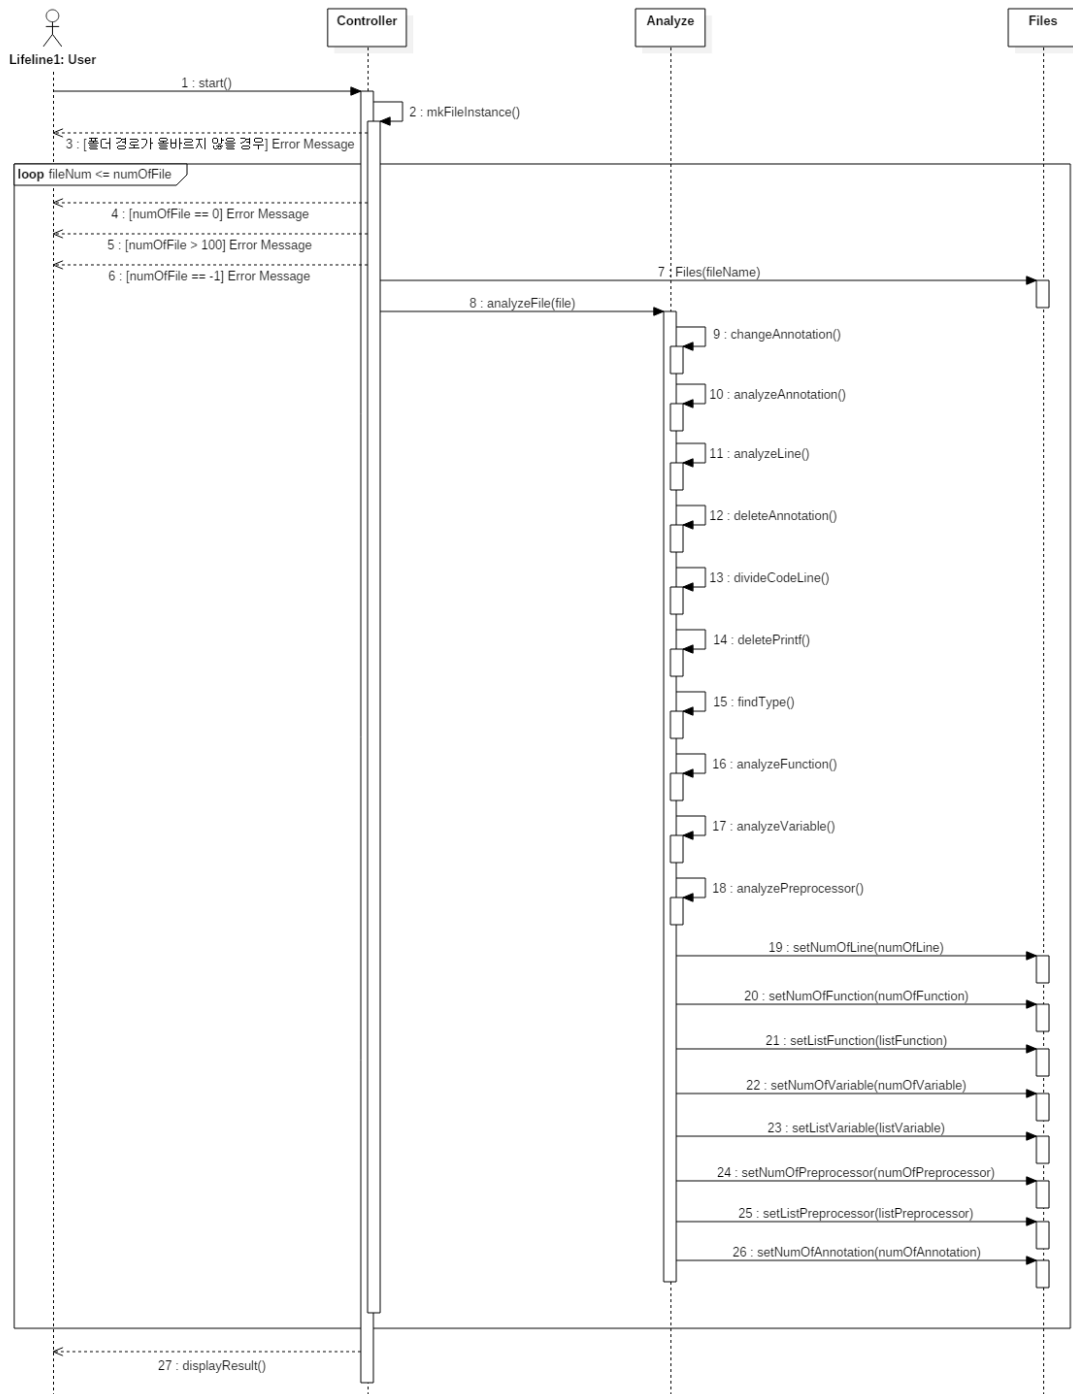 Controller
Analyze
Files
Lifeline1: User
1 : start()
2 : mkFileInstance()
3 : [폴더 경로가 올바르지 않을 경우] Error Message
loop fileNum <= numOfFile
4 : [numOfFile == 0] Error Message
5 : [numOfFile > 100] Error Message
6 : [numOfFile == -1] Error Message
7 : Files(fileName)
8 : analyzeFile(file)
9 : changeAnnotation()
10 : analyzeAnnotation()
11 : analyzeLine()
12 : deleteAnnotation()
13 : divideCodeLine()
14 : deletePrintf()
15 : findType()
16 : analyzeFunction()
17 : analyzeVariable()
18 : analyzePreprocessor()
19 : setNumOfLine(numOfLine)
20 : setNumOfFunction(numOfFunction)
21 : setListFunction(listFunction)
22 : setNumOfVariable(numOfVariable)
23 : setListVariable(listVariable)
24 : setNumOfPreprocessor(numOfPreprocessor)
25 : setListPreprocessor(listPreprocessor)
26 : setNumOfAnnotation(numOfAnnotation)
27 : displayResult()